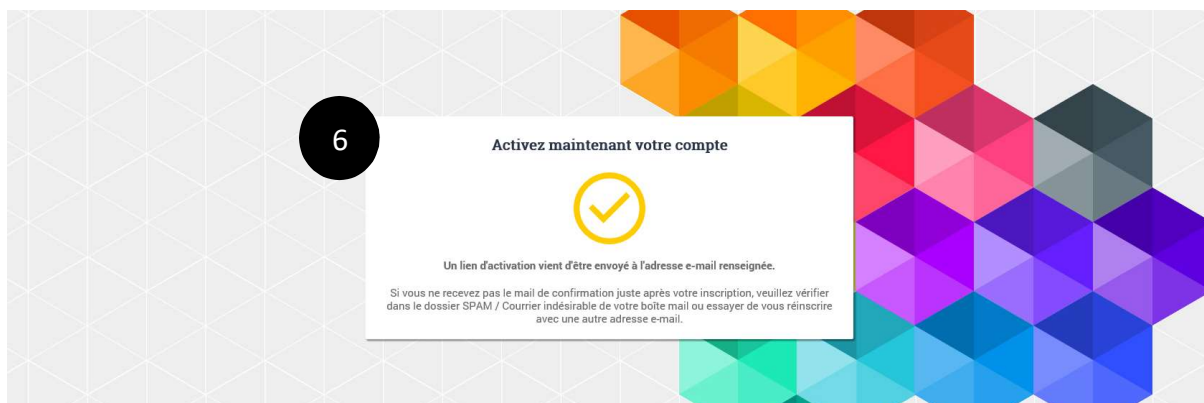 6
Activez maintenant votre compte
Un lien d'activation vient d'être envoyé à l'adresse e-mail renseignée.
Si vous ne recevez pas le mail de confirmation juste après votre inscription, veuillez vérifier
dans le dossier SPAM / Courrier indésirable de votre boîte mail ou essayer de vous réinscrire
avec une autre adresse e-mail.